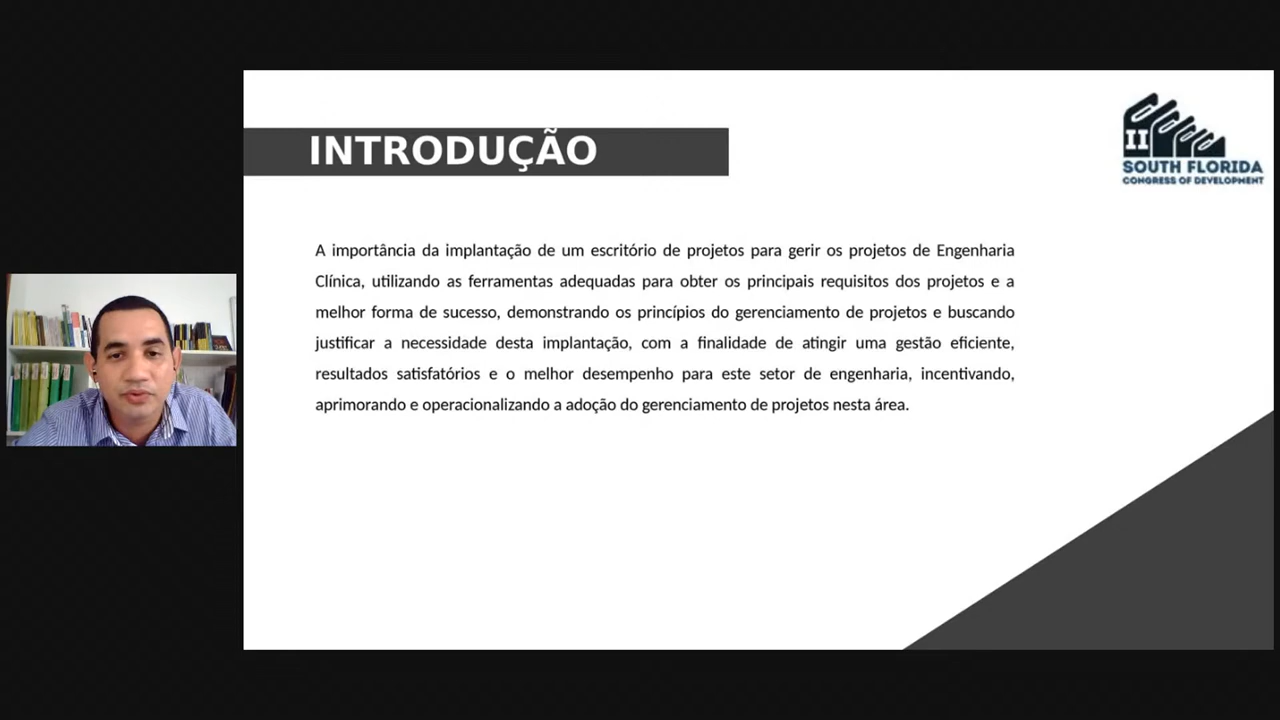 INTRODUÇÃO
II
SOUTH FLORIDA
CONGRESS OF DEVELOPMENT
A importância da implantação de um escritório de projetos para gerir os projetos de Engenharia
Clínica, utilizando as ferramentas adequadas para obter os principais requisitos dos projetos e a
melhor forma de sucesso, demonstrando os princípios do gerenciamento de projetos e buscando
justificar a necessidade desta implantação, com a finalidade de atingir uma gestão eficiente,
resultados satisfatórios e o melhor desempenho para este setor de engenharia, incentivando,
aprimorando e operacionalizando a adoção do gerenciamento de projetos nesta área.